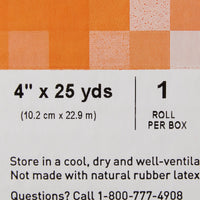 4" x 25 yds
(10.2 cm x 22.9 m)
1
ROLL
PER BOX
Store in a cool, dry and well-ventila
Not made with natural rubber latex
Questions? Call 1-800-777-4908